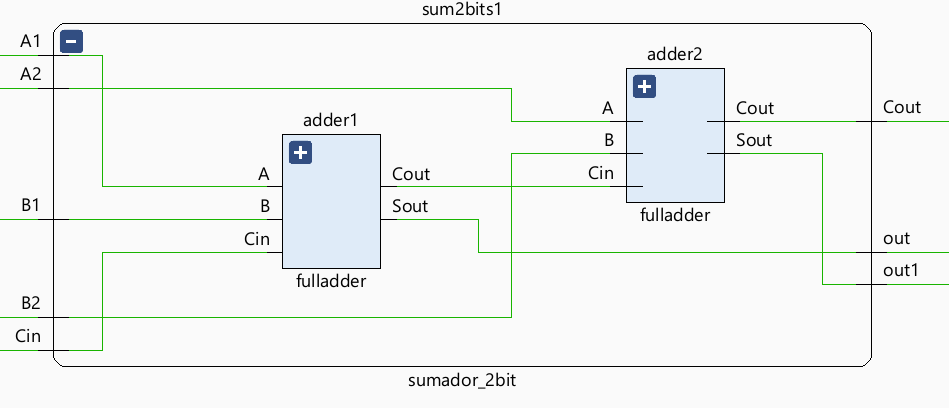 sum2bits1
A1
A2
adder2
A
B
Cin
Cout
Sout
fulladder
Cout
adder1
A
B
Cin
Cout
Sout
fulladder
B1
out
out1
B2
Cin
sumador_2bit